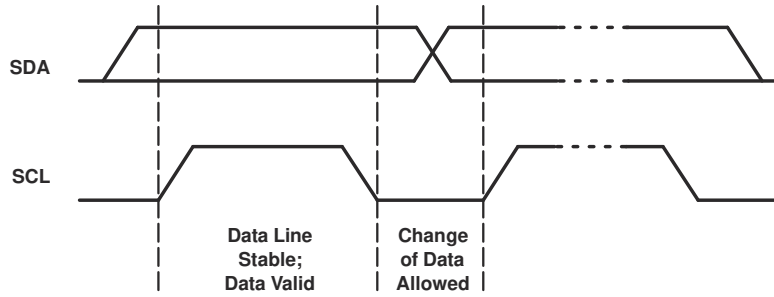 SDA
SCL
Data Line
Stable;
Data Valid
Change
of Data
Allowed